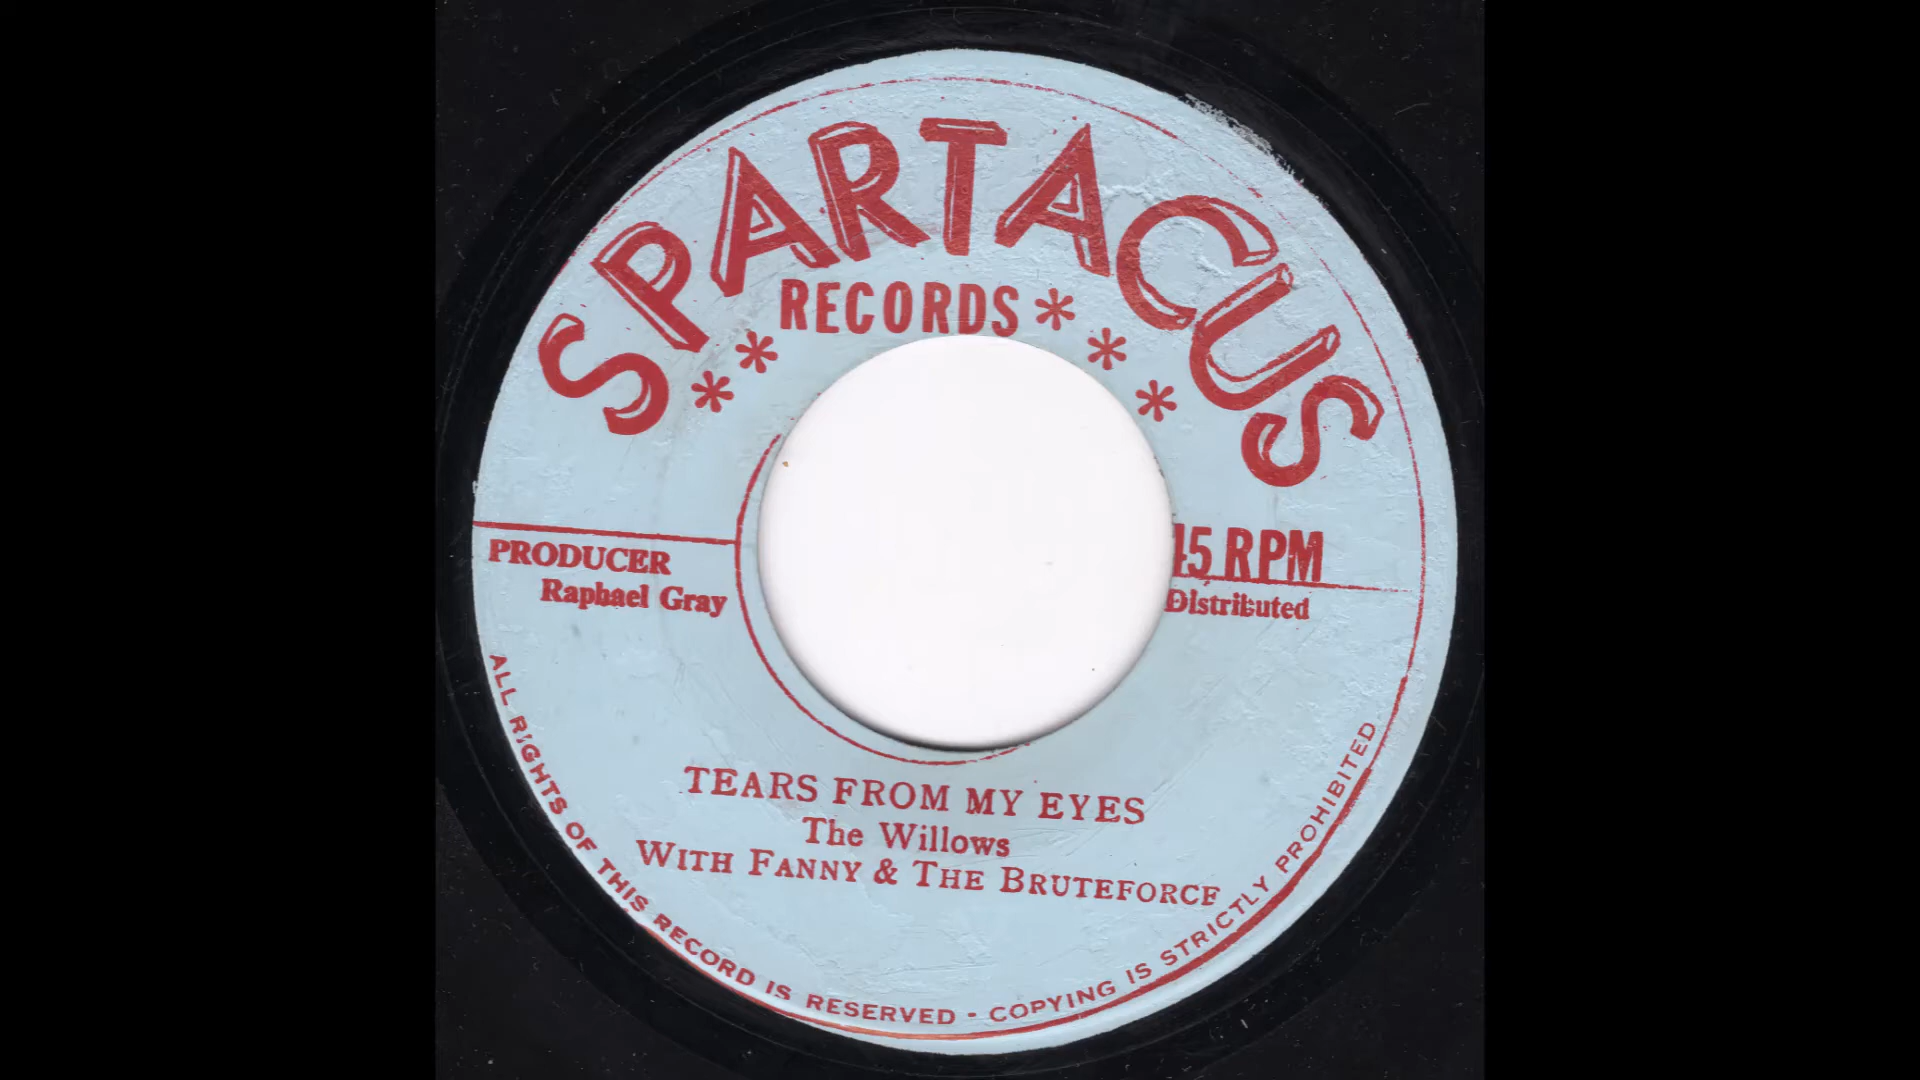 SPARTACUS
RECORDS
45 RPM
PRODUCER
Raphael Gray
Distributed
TEARS FROM MY EYES
The Willows
WITH FANNY & THE BRUTEFORCE
ALL RIGHTS OF THIS RECORD IS RESERVED · COPYING IS STRICTLY PROHIBITED